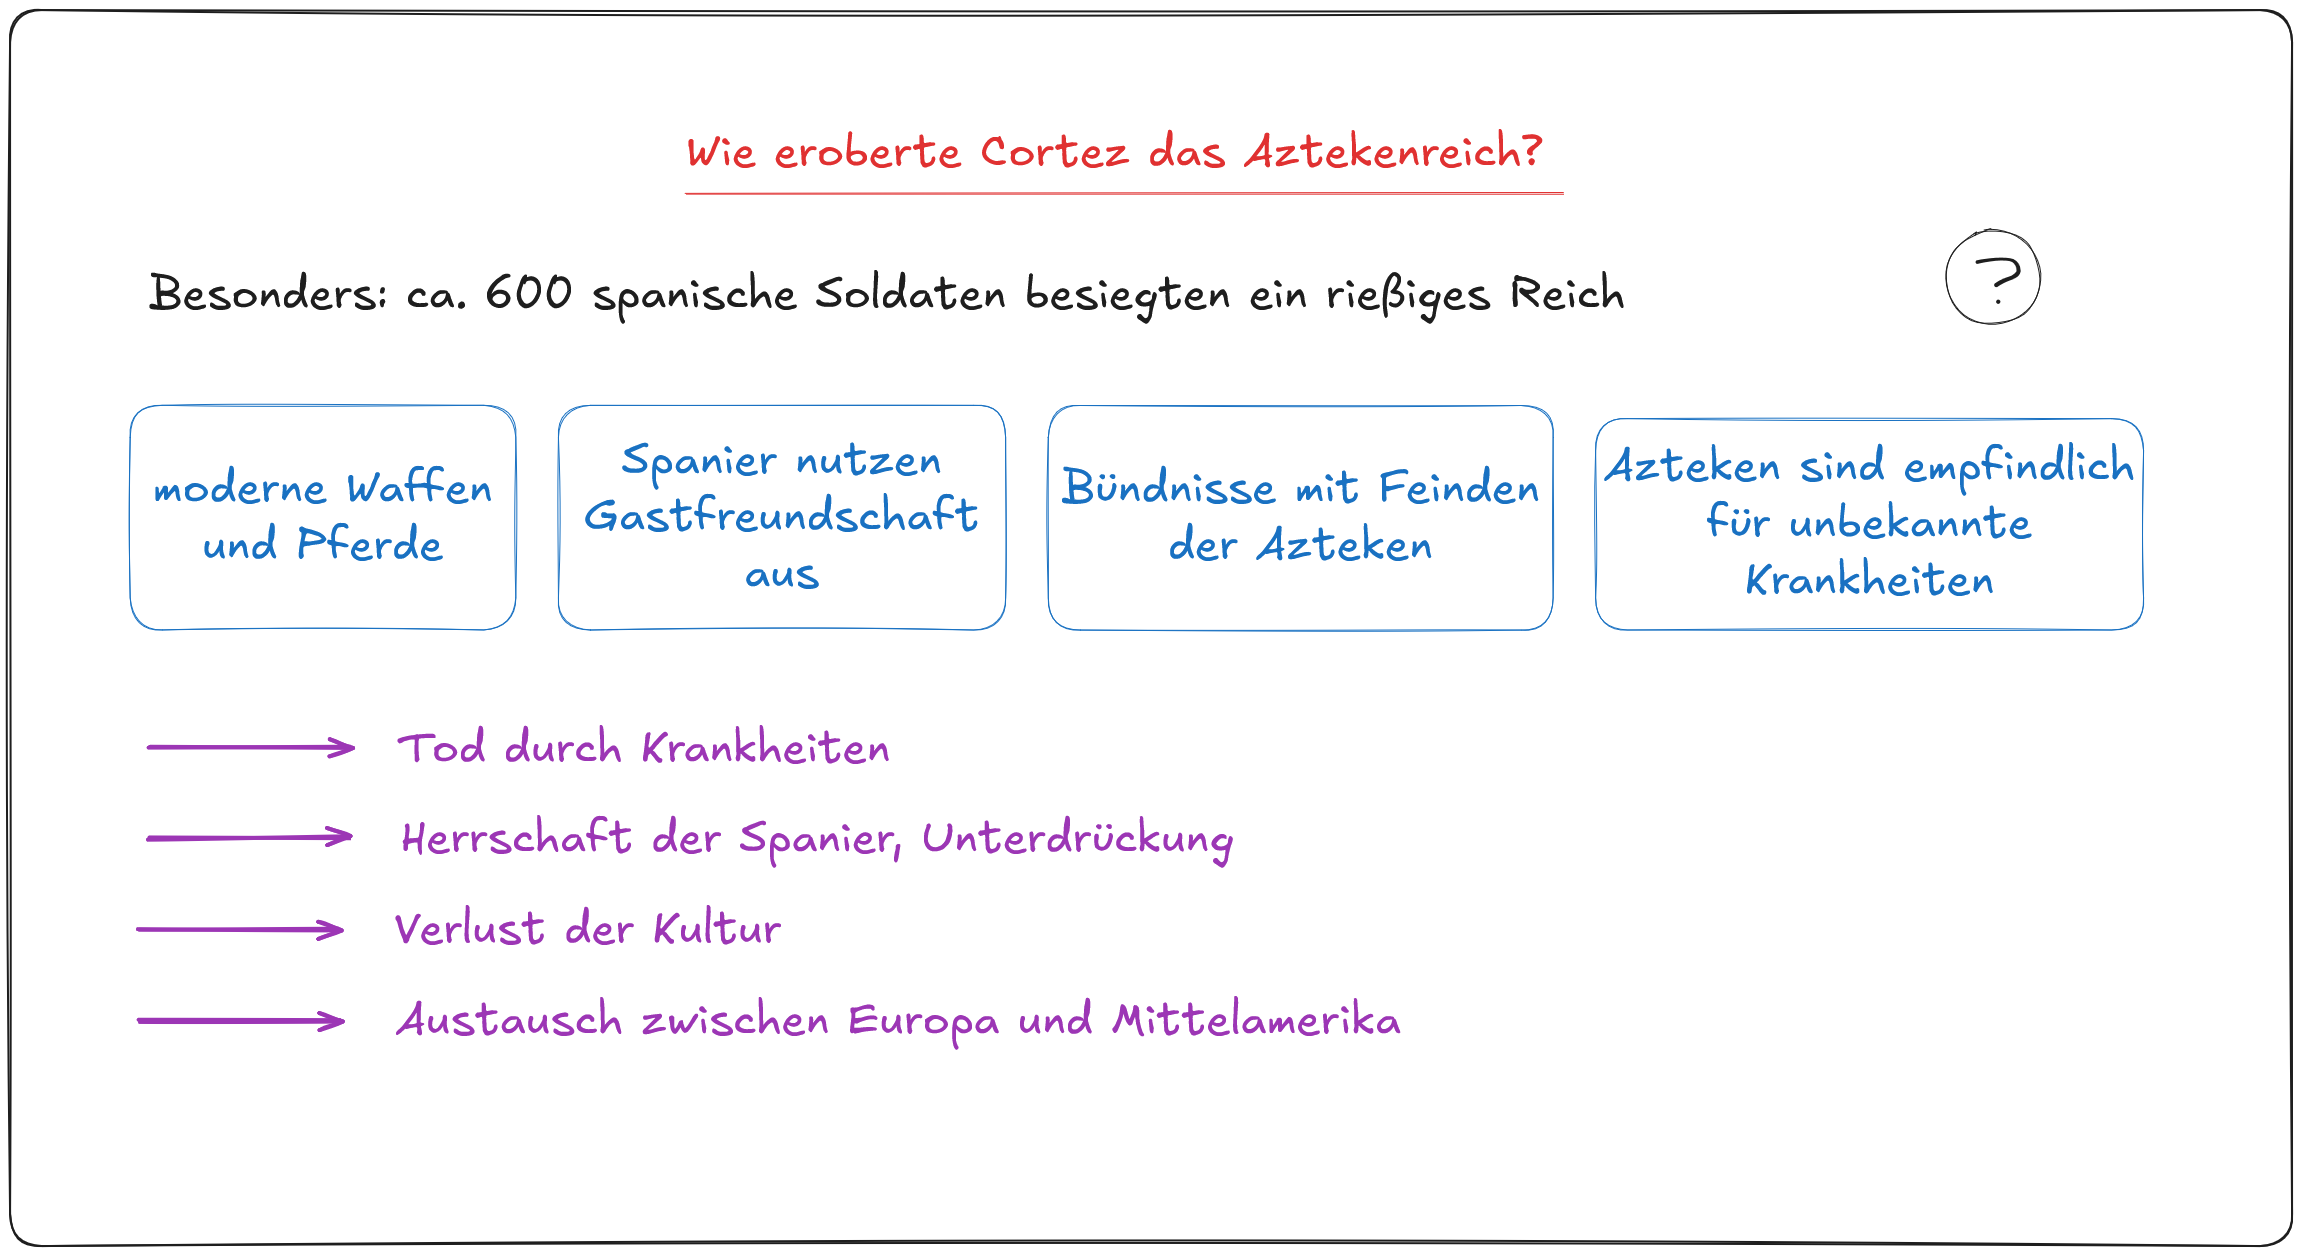 Wie eroberte Cortez das Aztekenreich?
Besonders: ca. 600 spanische Soldaten besiegten ein rießiges Reich
?
moderne Waffen
und Pferde
Spanier nutzen
Gastfreundschaft
aus
Bündnisse mit Feinden
der Azteken
Azteken sind empfindlich
für unbekannte
Krankheiten
Tod durch Krankheiten
Herrschaft der Spanier, Unterdrückung
Verlust der Kultur
Austausch zwischen Europa und Mittelamerika